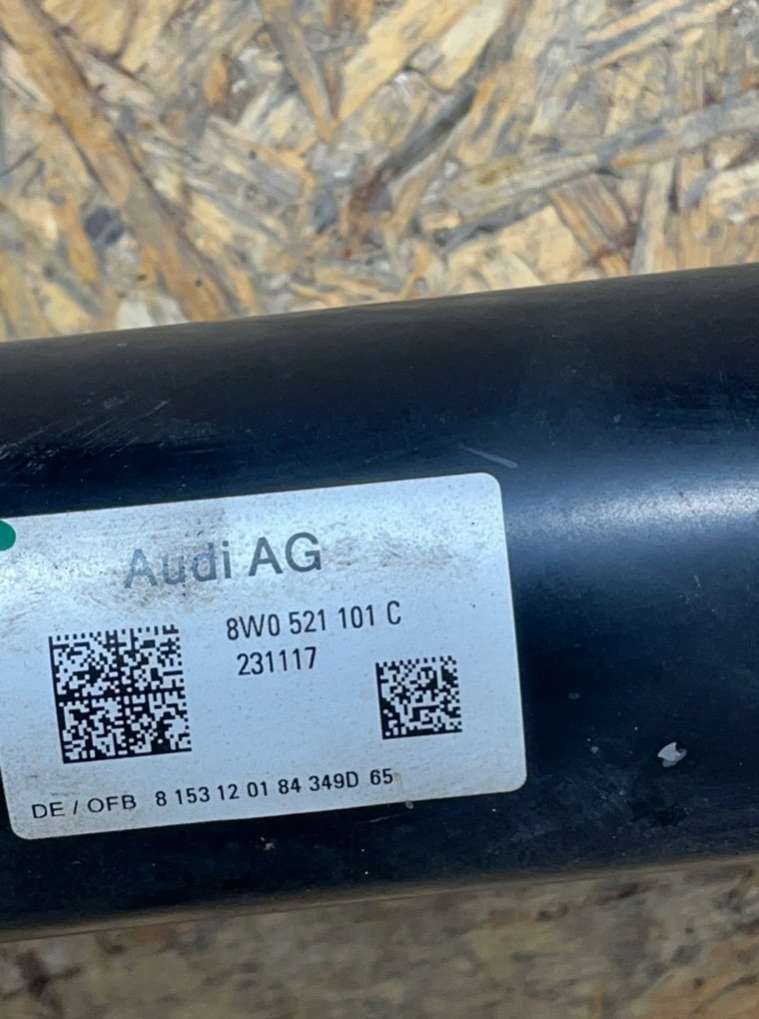 Audi AG
8W0 521 101 C
231117
DE / OFB 8 153 12 01 84 349D 65